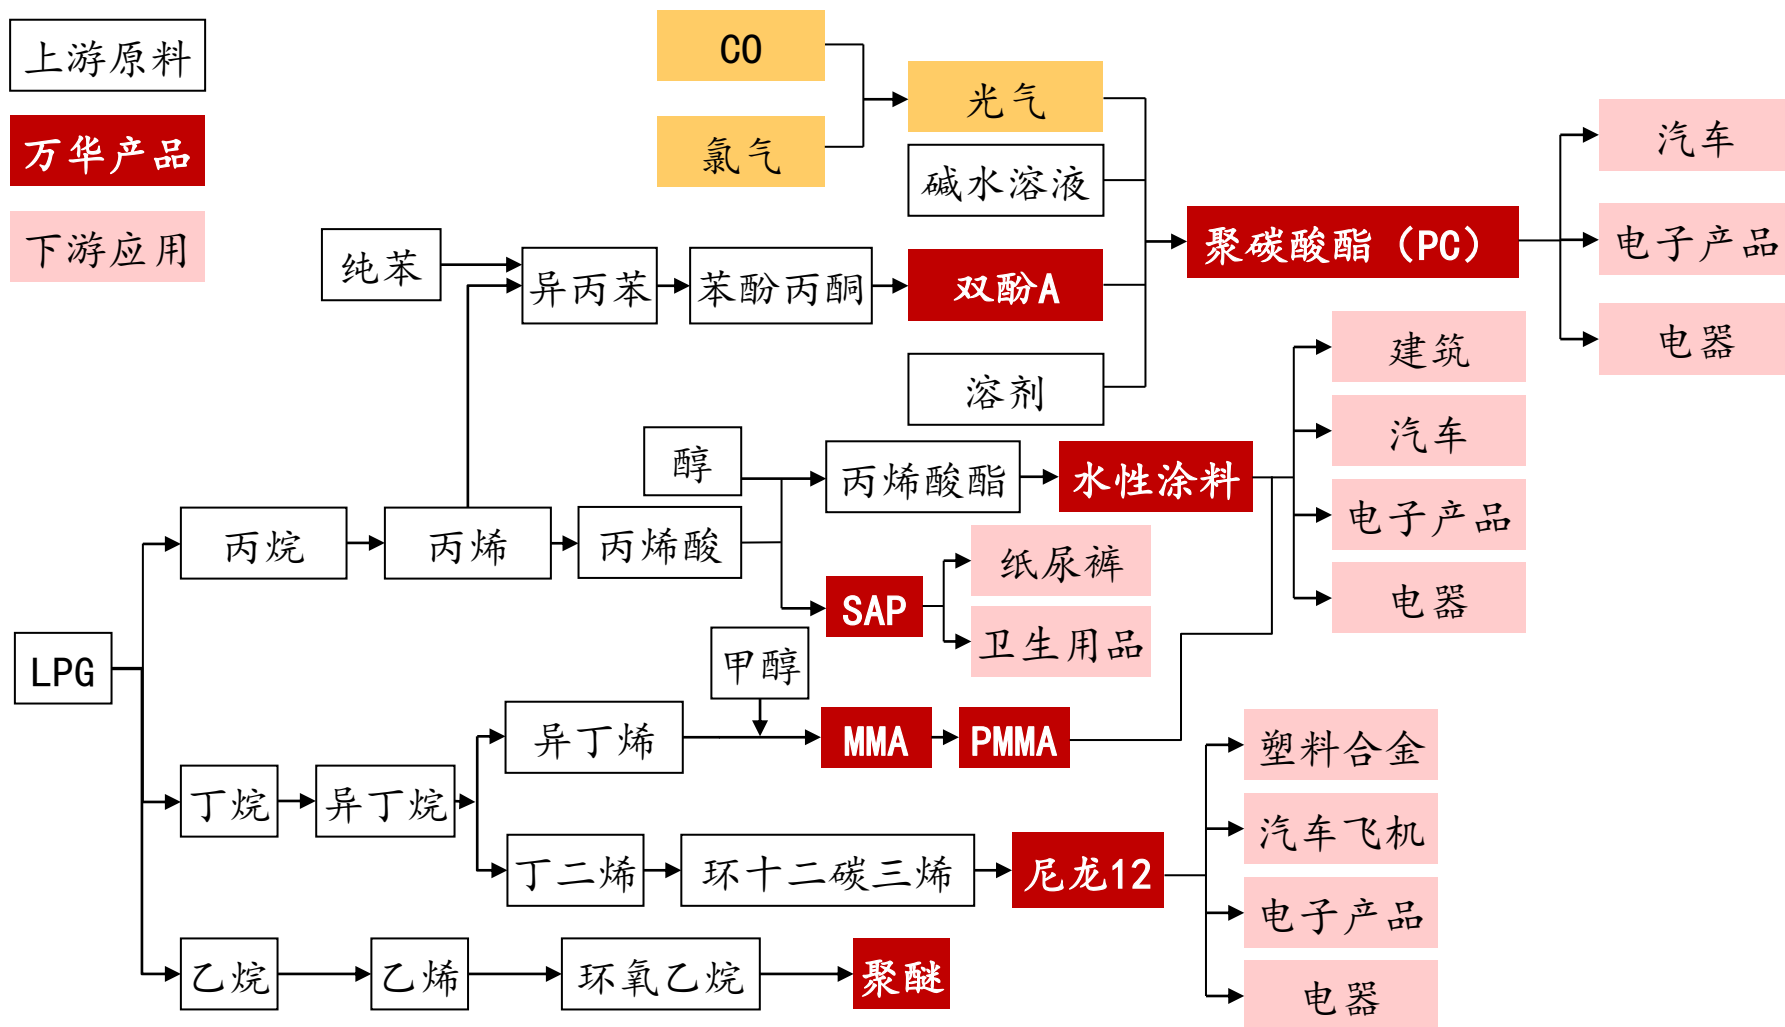 上游原料
万华产品
下游应用
CO
氯气
光气
碱水溶液
纯苯
异丙苯
苯酚丙酮
双酚A
溶剂
聚碳酸酯（PC）
汽车
电子产品
电器
醇
丙烯酸酯
水性涂料
建筑
汽车
电子产品
电器
丙烷
丙烯
丙烯酸
SAP
纸尿裤
卫生用品
LPG
甲醇
异丁烯
MMA
PMMA
丁烷
异丁烷
丁二烯
环十二碳三烯
尼龙12
塑料合金
汽车飞机
电子产品
电器
乙烷
乙烯
环氧乙烷
聚醚